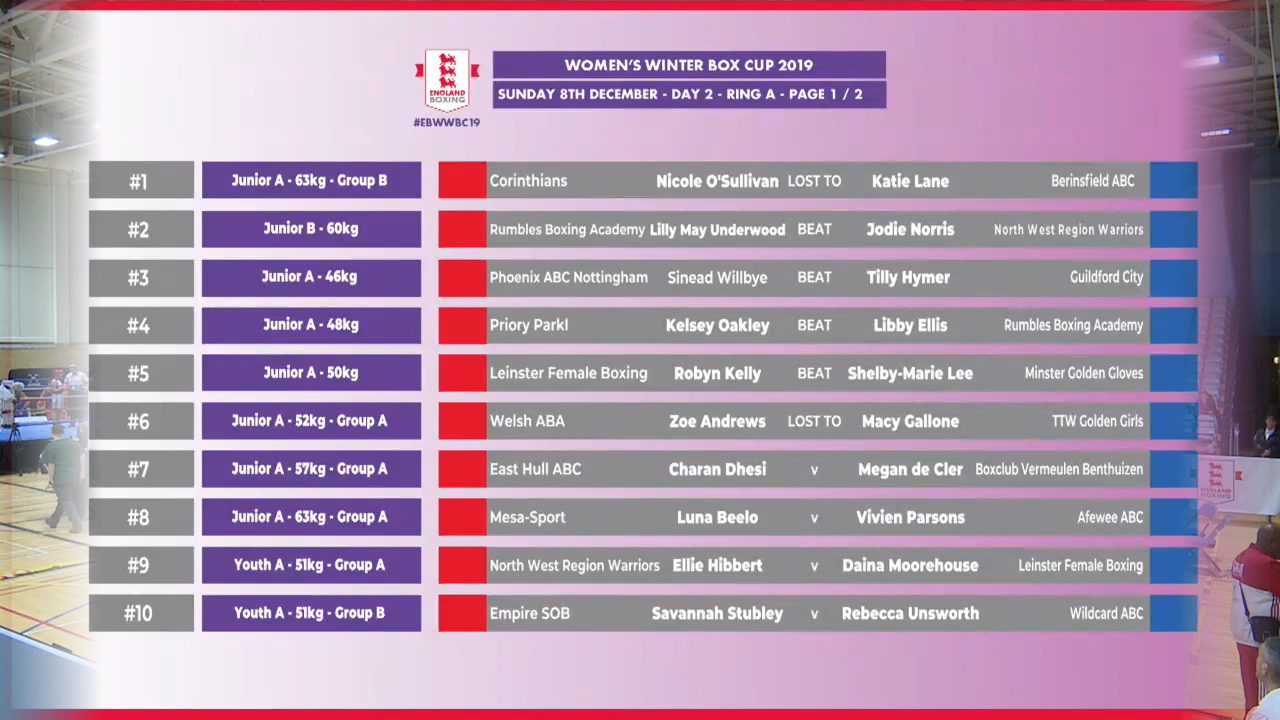 WOMEN'S WINTER BOX CUP 2019
ENGLAND
BOXING
SUNDAY 8TH DECEMBER - DAY 2 - RING A - PAGE 1 / 2
#EBWWBC19
#1 Junior A - 63kg - Group B Corinthians Nicole O'Sullivan LOST TO Katie Lane Berinsfield ABC
#2 Junior B - 60kg Rumbles Boxing Academy Lilly May Underwood BEAT Jodie Norris North West Region Warriors
#3 Junior A - 46kg Phoenix ABC Nottingham Sinead Willbye BEAT Tilly Hymer Guildford City
#4 Junior A - 48kg Priory Parkl Kelsey Oakley BEAT Libby Ellis Rumbles Boxing Academy
#5 Junior A - 50kg Leinster Female Boxing Robyn Kelly BEAT Shelby-Marie Lee Minster Golden Gloves
#6 Junior A - 52kg - Group A Welsh ABA Zoe Andrews LOST TO Macy Gallone TTW Golden Girls
#7 Junior A - 57kg - Group A East Hull ABC Charan Dhesi v Megan de Cler Boxclub Vermeulen Benthuizen
#8 Junior A - 63kg - Group A Mesa-Sport Luna Beelo v Vivien Parsons Afewee ABC
#9 Youth A - 51kg - Group A North West Region Warriors Ellie Hibbert v Daina Moorehouse Leinster Female Boxing
#10 Youth A - 51kg - Group B Empire SOB Savannah Stubley v Rebecca Unsworth Wildcard ABC
ENGLAND
BOXING